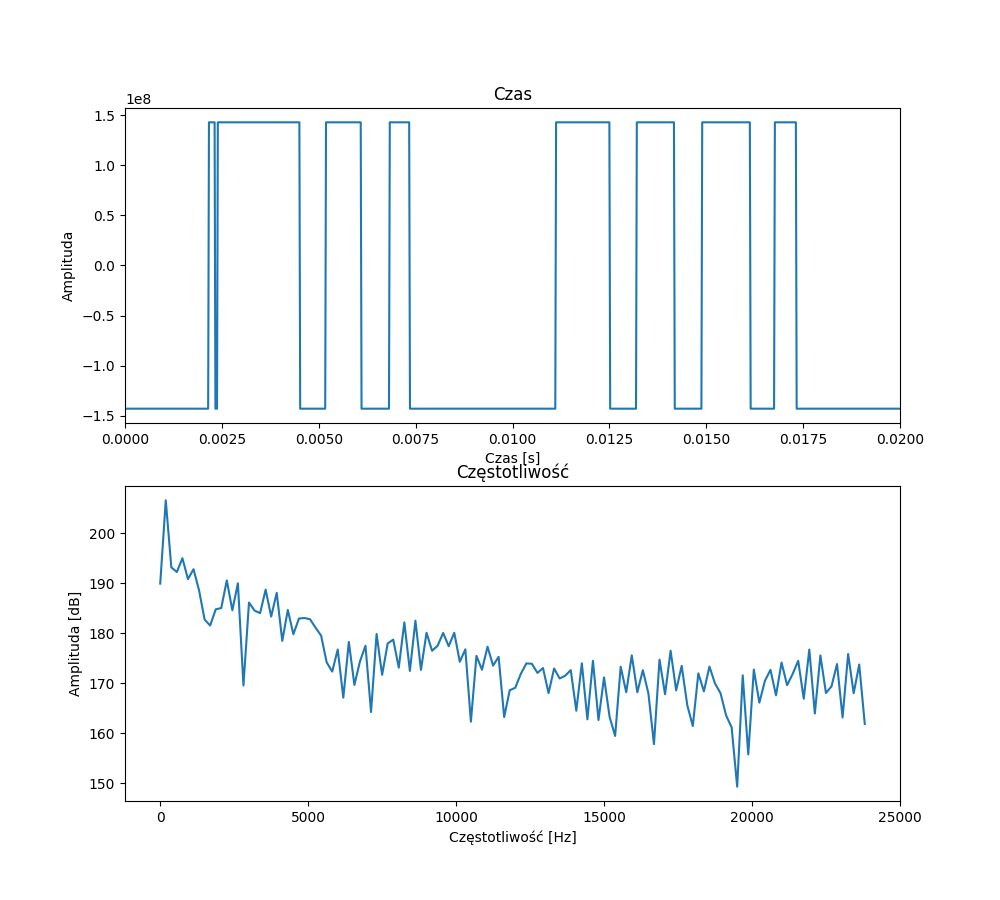 Czas
1e8
1.5
1.0
0.5
0.0
−0.5
−1.0
−1.5
Amplituda
0.0000 0.0025 0.0050 0.0075 0.0100 0.0125 0.0150 0.0175 0.0200
Czas [s]
Częstotliwość
200
190
180
170
160
150
Amplituda [dB]
0 5000 10000 15000 20000 25000
Częstotliwość [Hz]